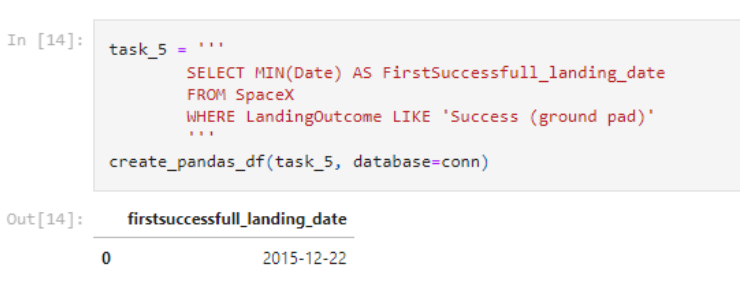 In [14]:
task_5 = '''
SELECT MIN(Date) AS FirstSuccessfull_landing_date
FROM SpaceX
WHERE LandingOutcome LIKE 'Success (ground pad)'
'''
create_pandas_df(task_5, database=conn)
Out[14]:
firstsuccessfull_landing_date
0 2015-12-22